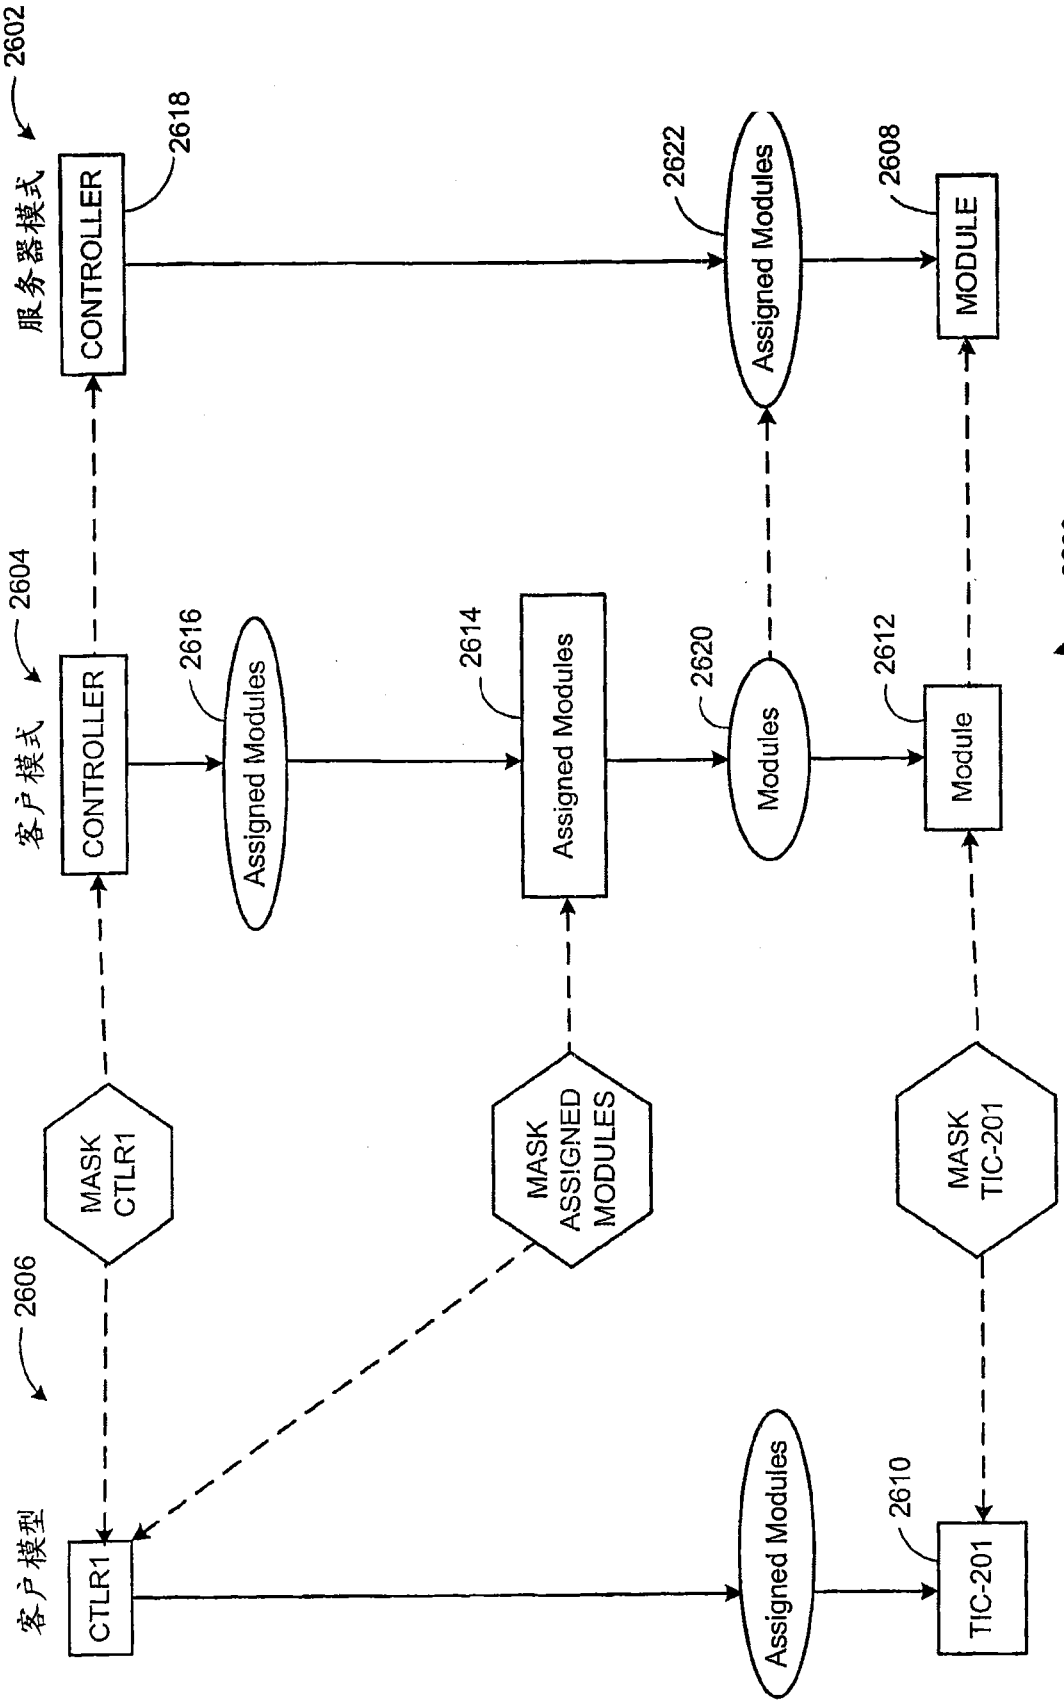 客户模型
2606
客户模式
2604
服务器模式
2602
CTLR1
MASK
CTLR1
CONTROLLER
CONTROLLER
2618
2616
Assigned Modules
MASK
ASSIGNED
MODULES
2614
Assigned Modules
Assigned Modules
2620
Modules
2622
Assigned Modules
2610
TIC-201
MASK
TIC-201
2612
Module
2608
MODULE